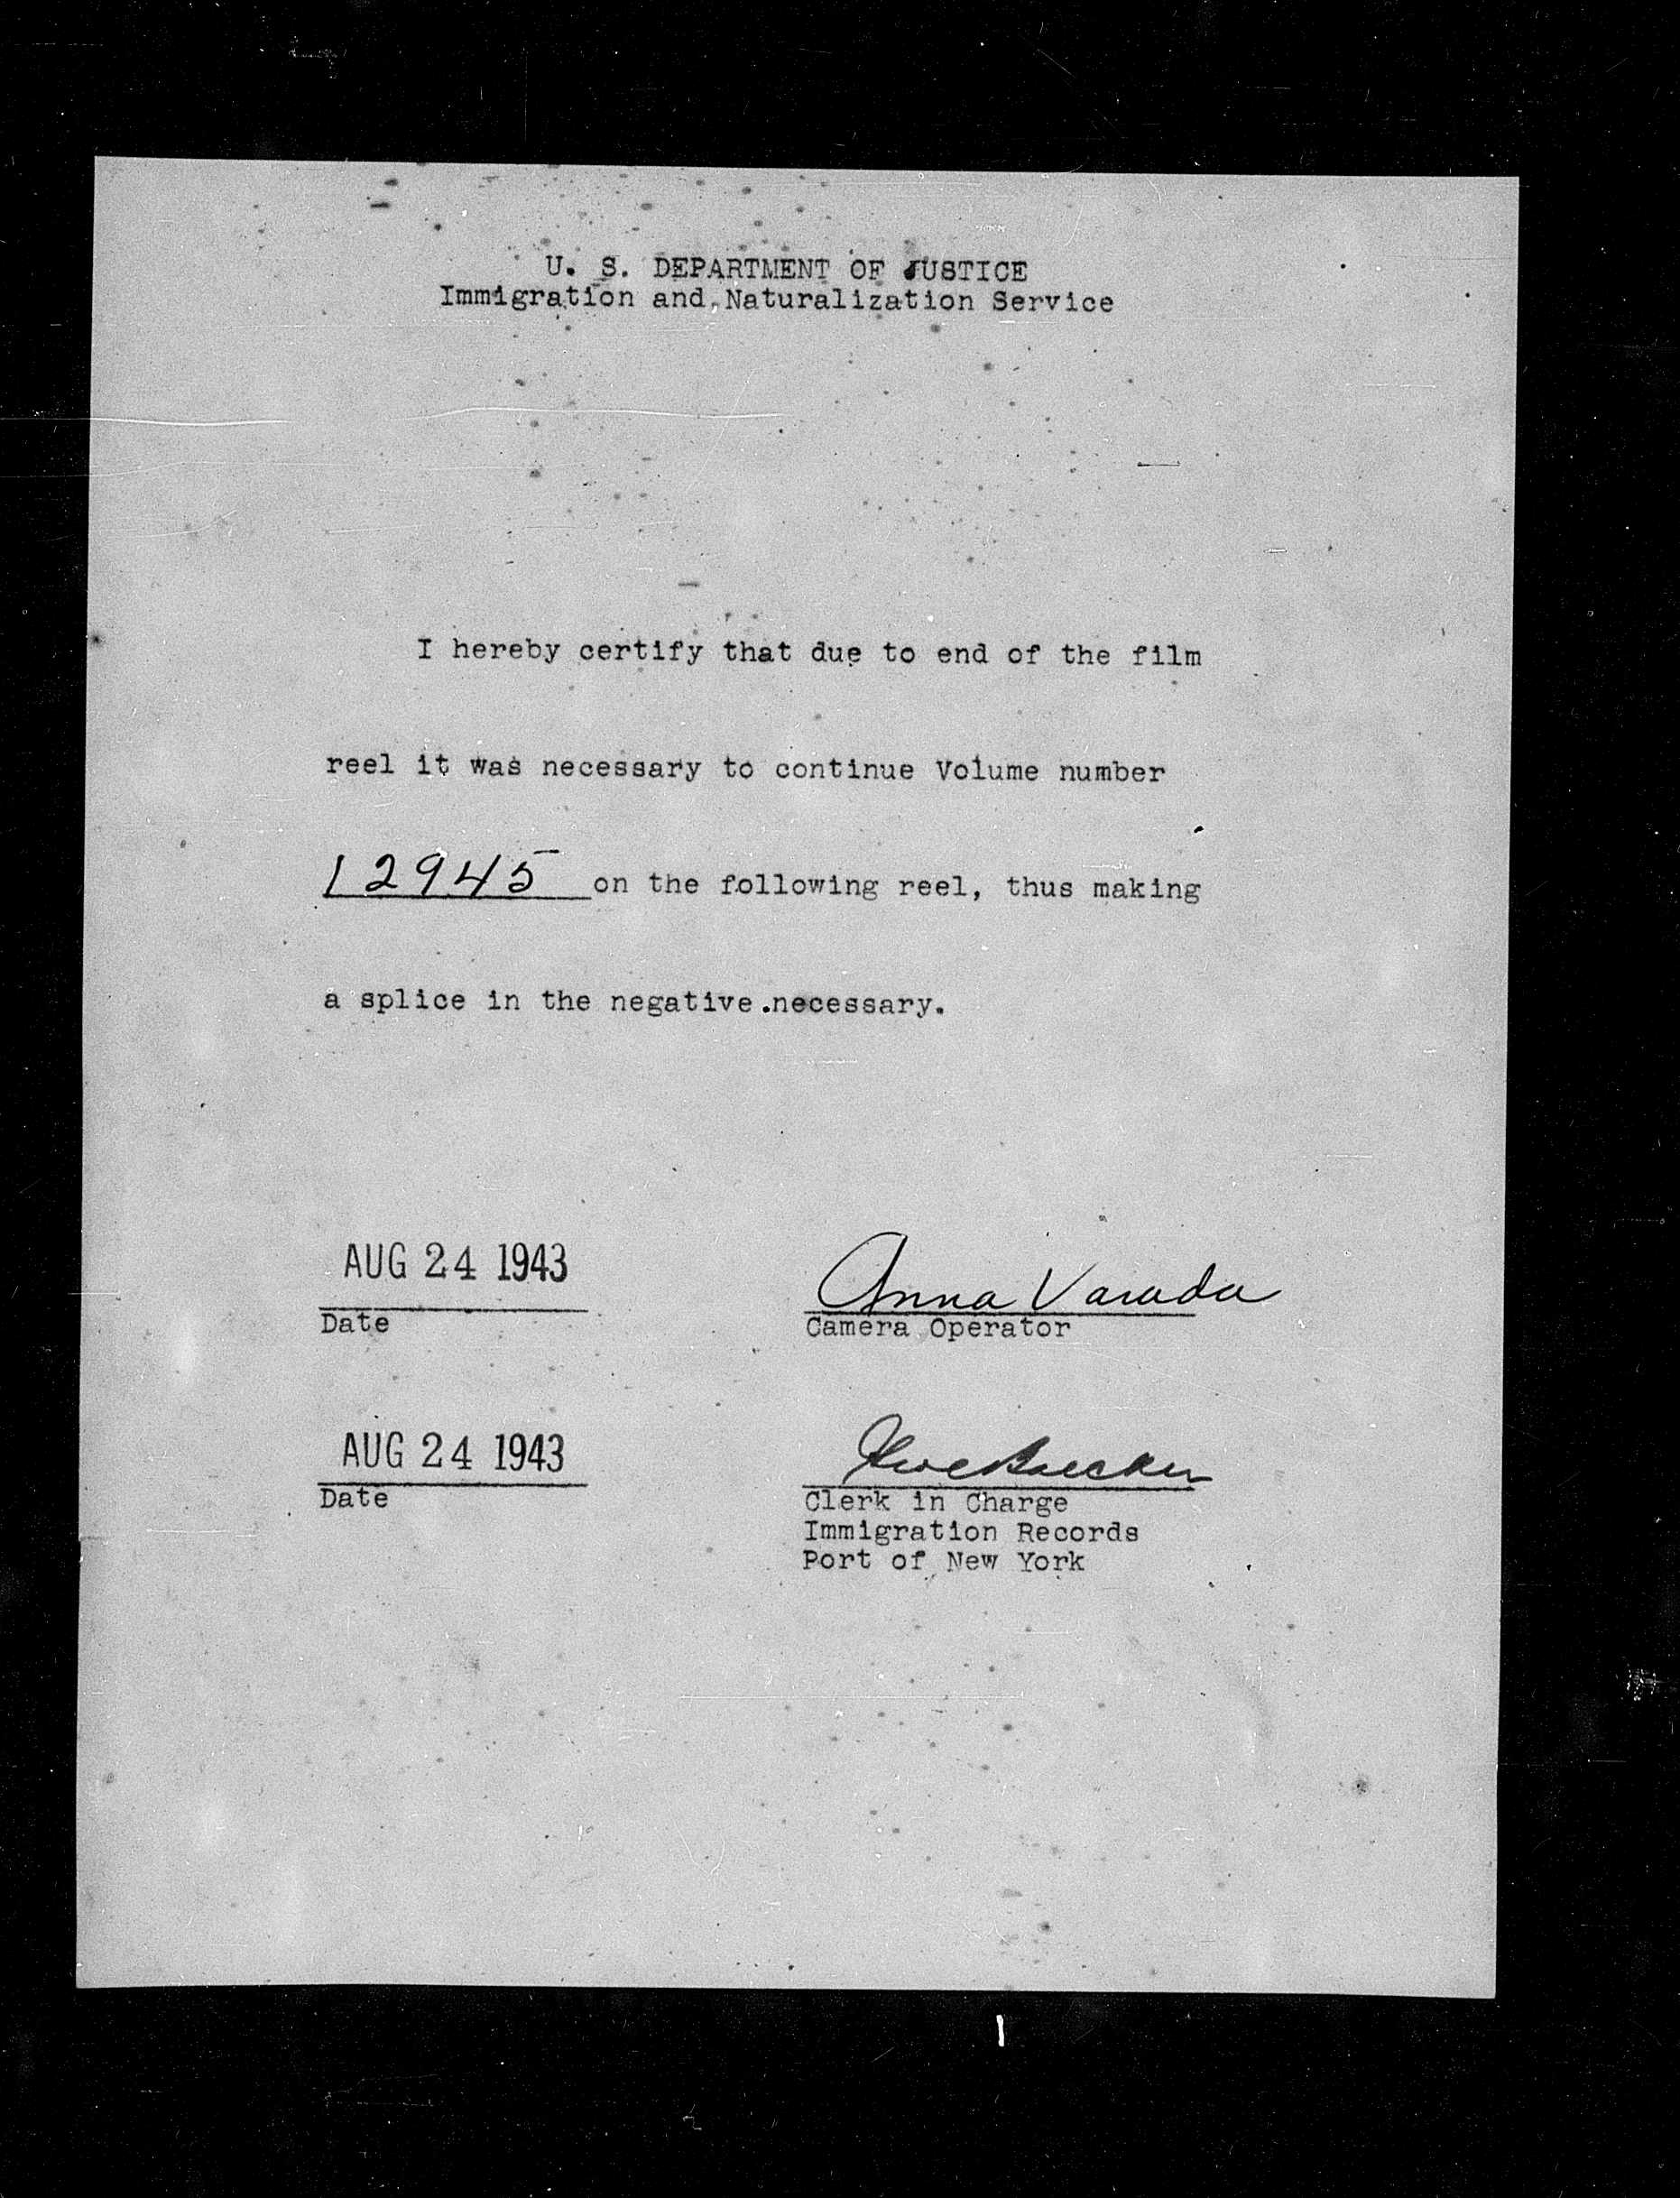 U. S. DEPARTMENT OF JUSTICE
Immigration and Naturalization Service
I hereby certify that due to end of the film
reel it was necessary to continue Volume number
12945 on the following reel, thus making
a splice in the negative necessary.
AUG 24 1943
Anna Varada
Date
Camera Operator
AUG 24 1943
Date
Clerk in Charge
Immigration Records
Port of New York